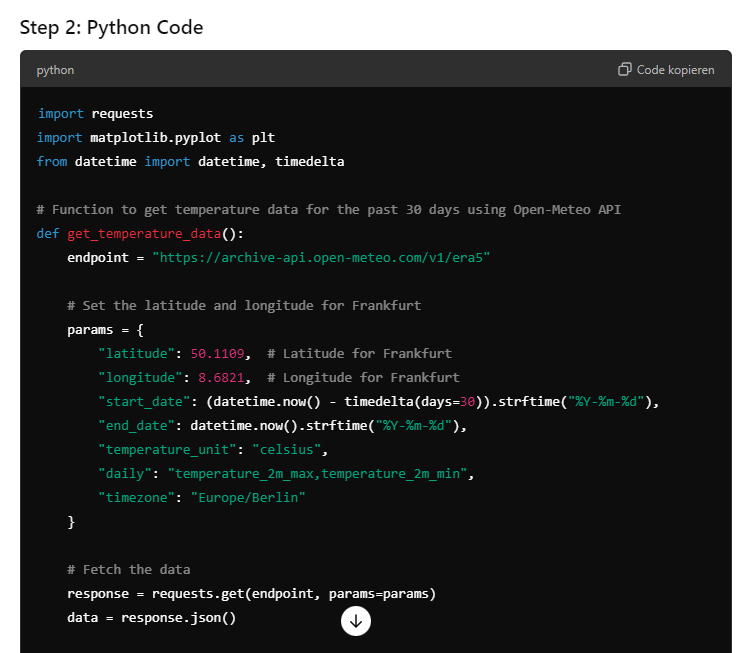 Step 2: Python Code
python
Code kopieren
import requests
import matplotlib.pyplot as plt
from datetime import datetime, timedelta
# Function to get temperature data for the past 30 days using Open-Meteo API
def get_temperature_data():
    endpoint = "https://archive-api.open-meteo.com/v1/era5"
    # Set the latitude and longitude for Frankfurt
    params = {
        "latitude": 50.1109,  # Latitude for Frankfurt
        "longitude": 8.6821,  # Longitude for Frankfurt
        "start_date": (datetime.now() - timedelta(days=30)).strftime("%Y-%m-%d"),
        "end_date": datetime.now().strftime("%Y-%m-%d"),
        "temperature_unit": "celsius",
        "daily": "temperature_2m_max,temperature_2m_min",
        "timezone": "Europe/Berlin"
    }
    # Fetch the data
    response = requests.get(endpoint, params=params)
    data = response.json()